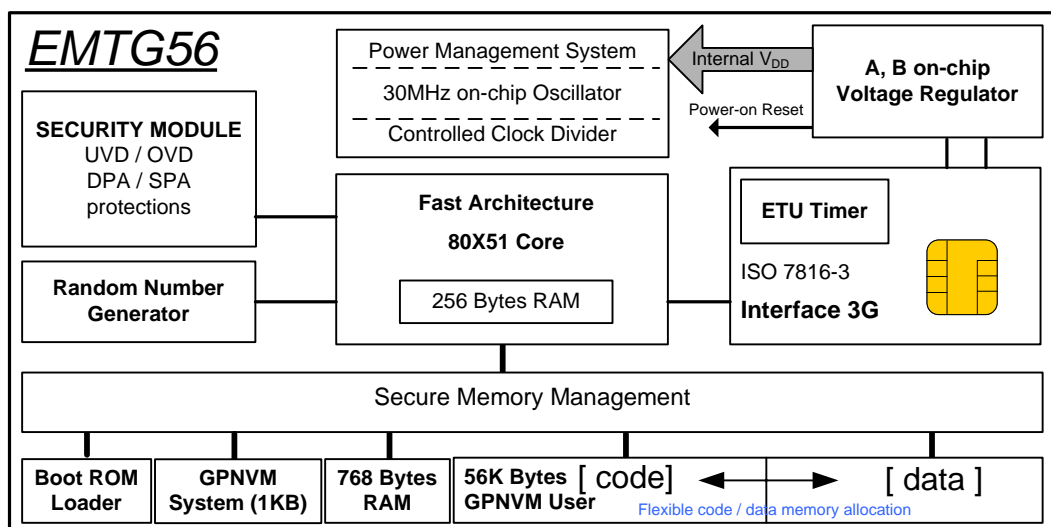 EMTG56
Power Management System
30MHz on-chip Oscillator
Controlled Clock Divider
Internal VDD
Power-on Reset
A, B on-chip
Voltage Regulator
SECURITY MODULE
UVD / OVD
DPA / SPA
protections
Random Number
Generator
Fast Architecture
80X51 Core
256 Bytes RAM
ETU Timer
ISO 7816-3
Interface 3G
Secure Memory Management
Boot ROM
Loader
GPNVM
System (1KB)
768 Bytes
RAM
56K Bytes
GPNVM User
[ code]
[ data ]
Flexible code / data memory allocation